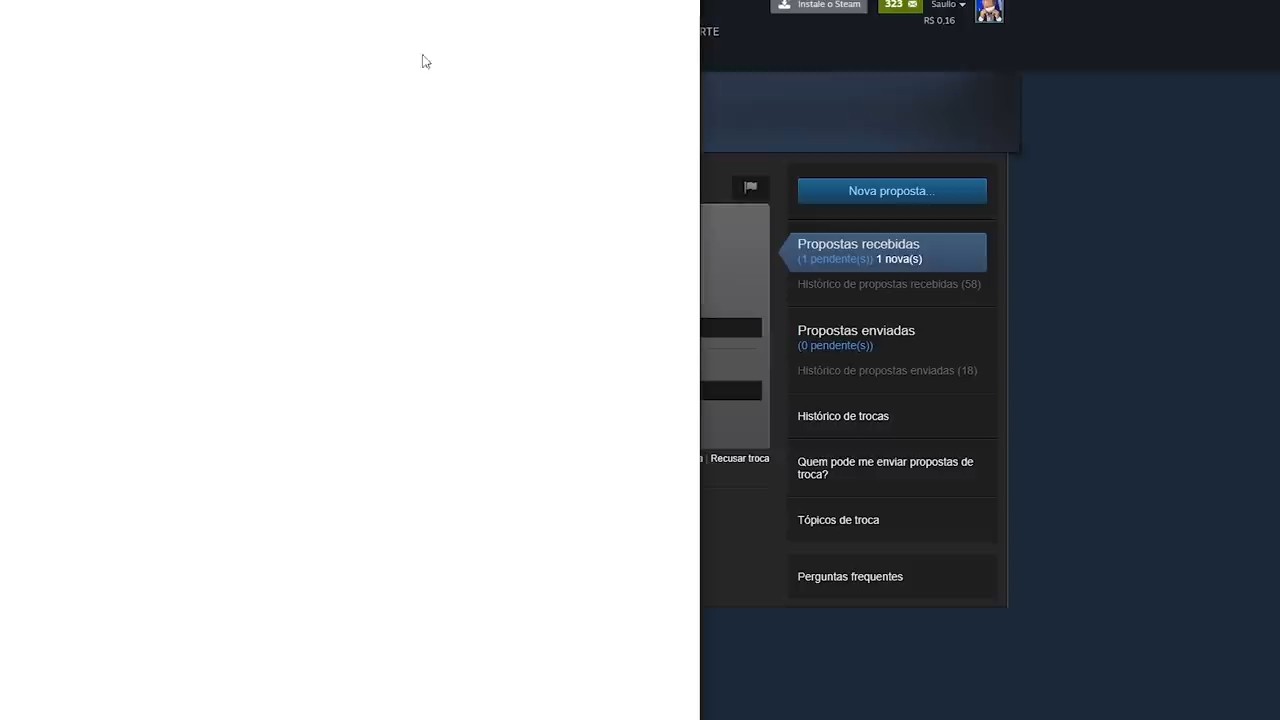 Instale o Steam
323
Saullo
R$ 0,16
RTE
Nova proposta...
Propostas recebidas
(1 pendente(s)) 1 nova(s)
Histórico de propostas recebidas (58)
Propostas enviadas
(0 pendente(s))
Histórico de propostas enviadas (18)
Histórico de trocas
a | Recusar troca
Quem pode me enviar propostas de
troca?
Tópicos de troca
Perguntas frequentes